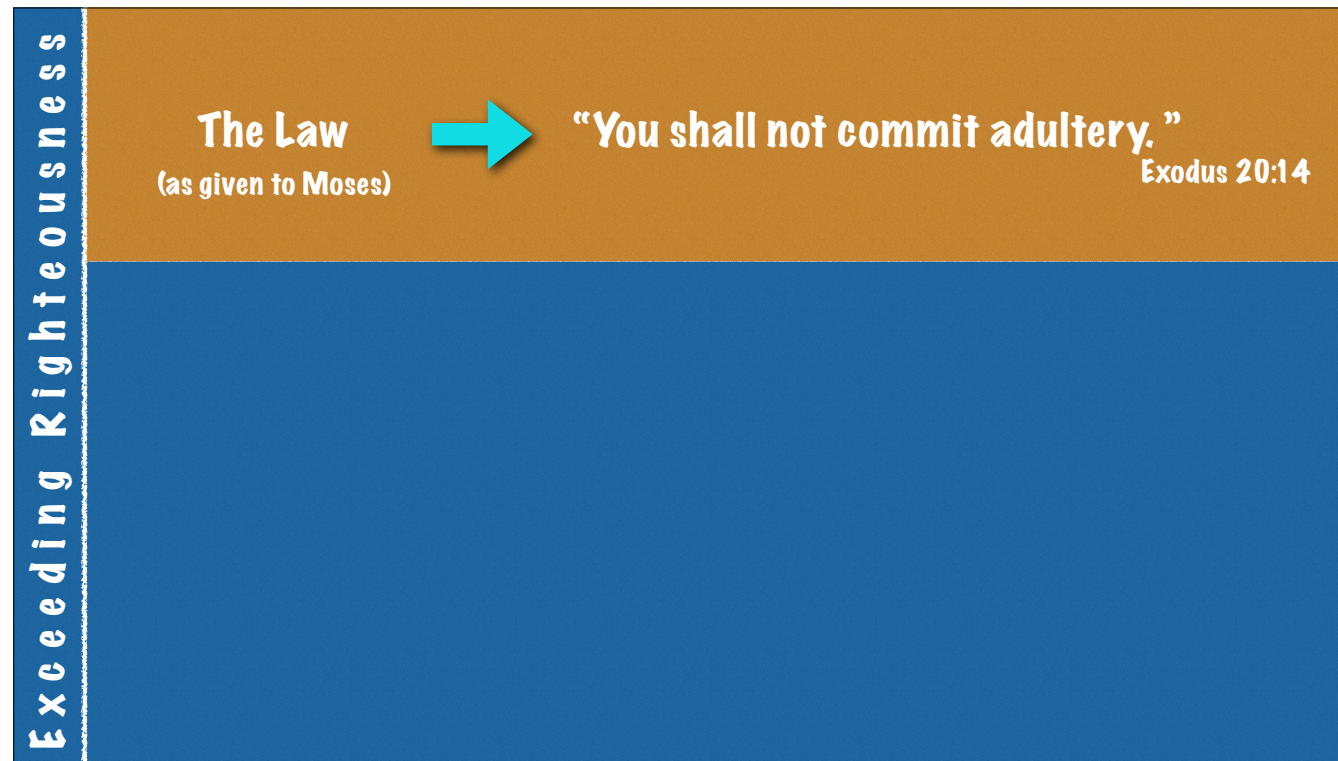 Exceeding Righteousness
The Law
(as given to Moses)
“You shall not commit adultery. ”
Exodus 20:14